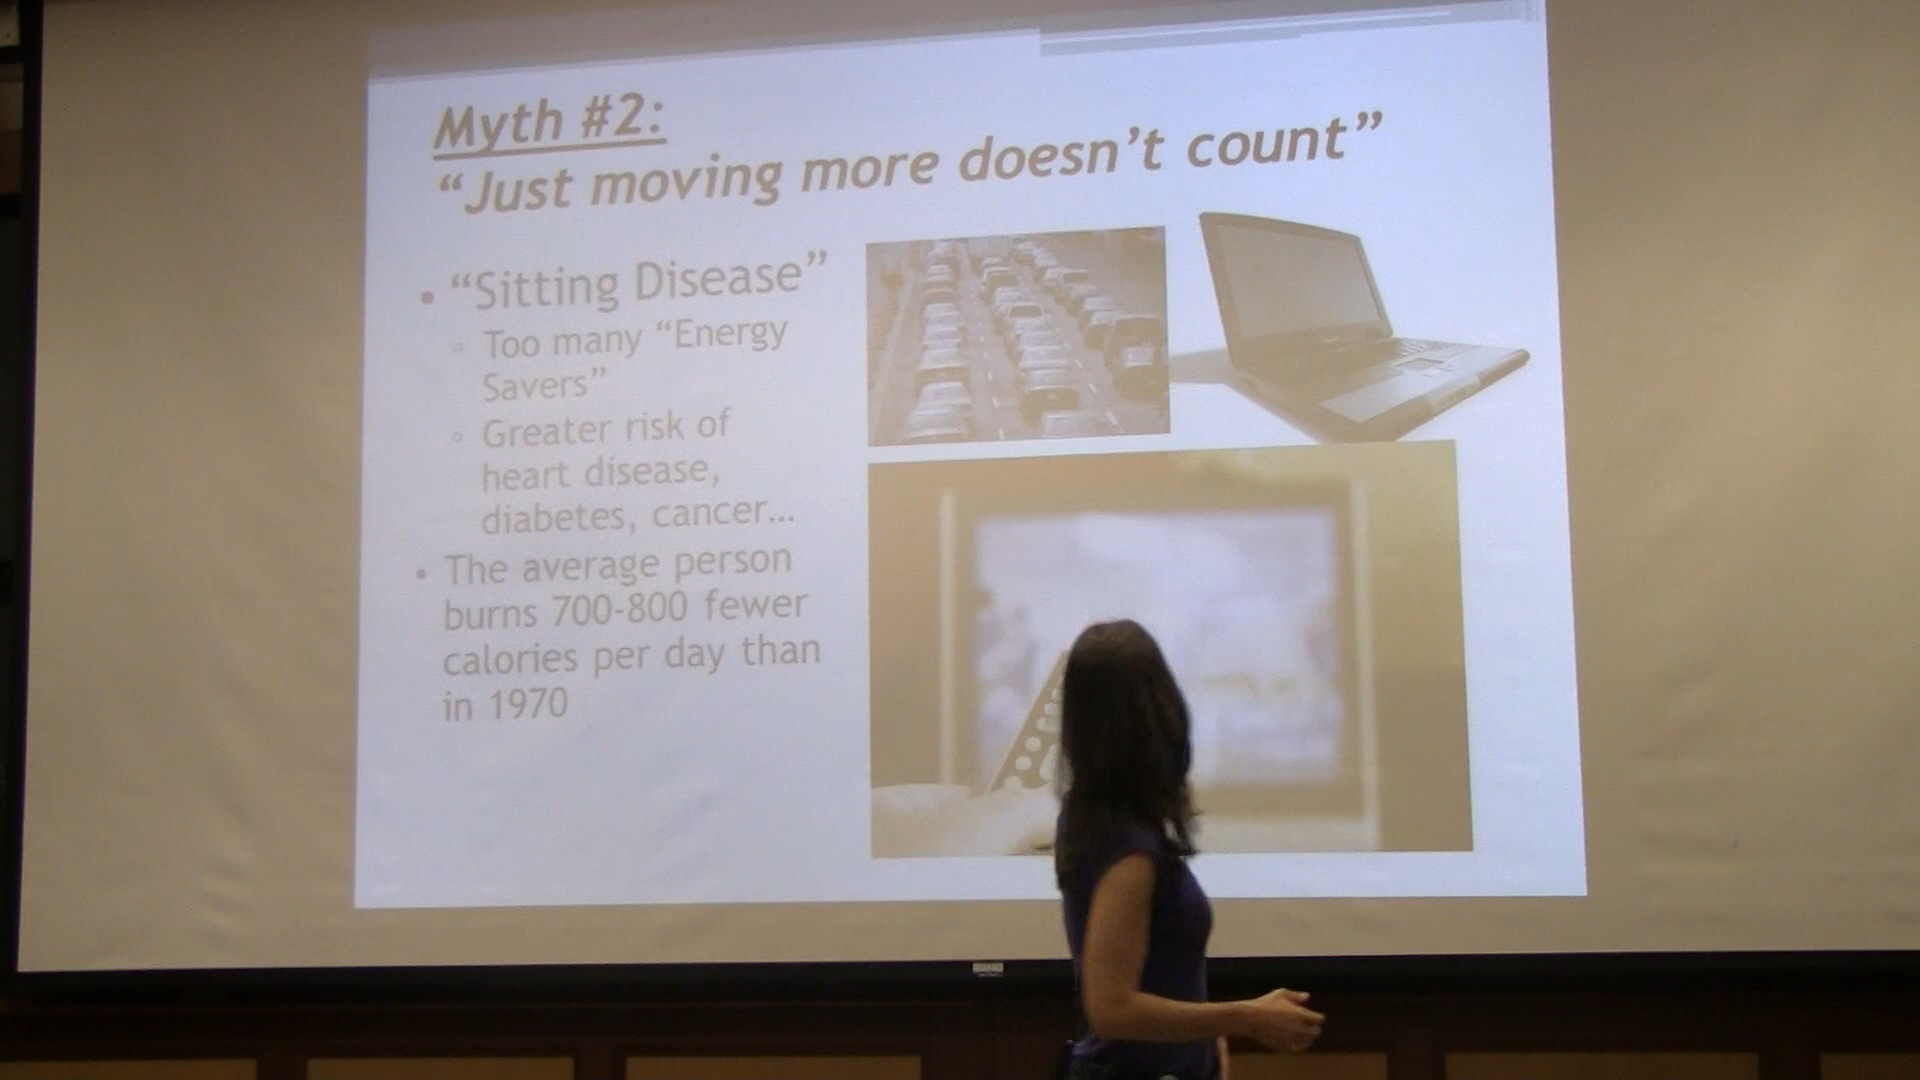 Myth #2:
“Just moving more doesn’t count”
• “Sitting Disease”
▫ Too many “Energy
Savers”
▫ Greater risk of
heart disease,
diabetes, cancer…
• The average person
burns 700-800 fewer
calories per day than
in 1970